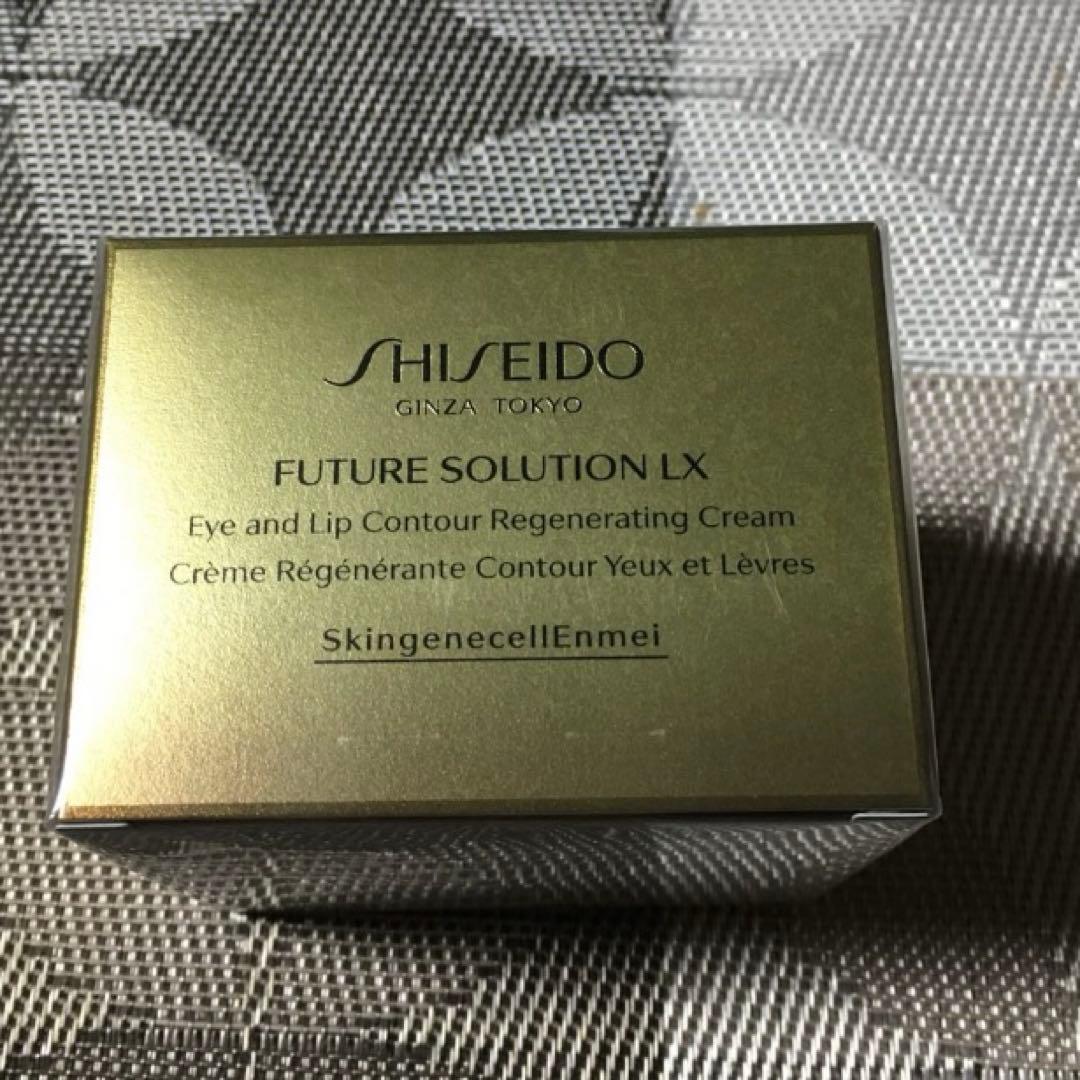 SHISEIDO
GINZA TOKYO
FUTURE SOLUTION LX
Eye and Lip Contour Regenerating Cream
Crème Régénérante Contour Yeux et Lèvres
SkingenecellEnmei